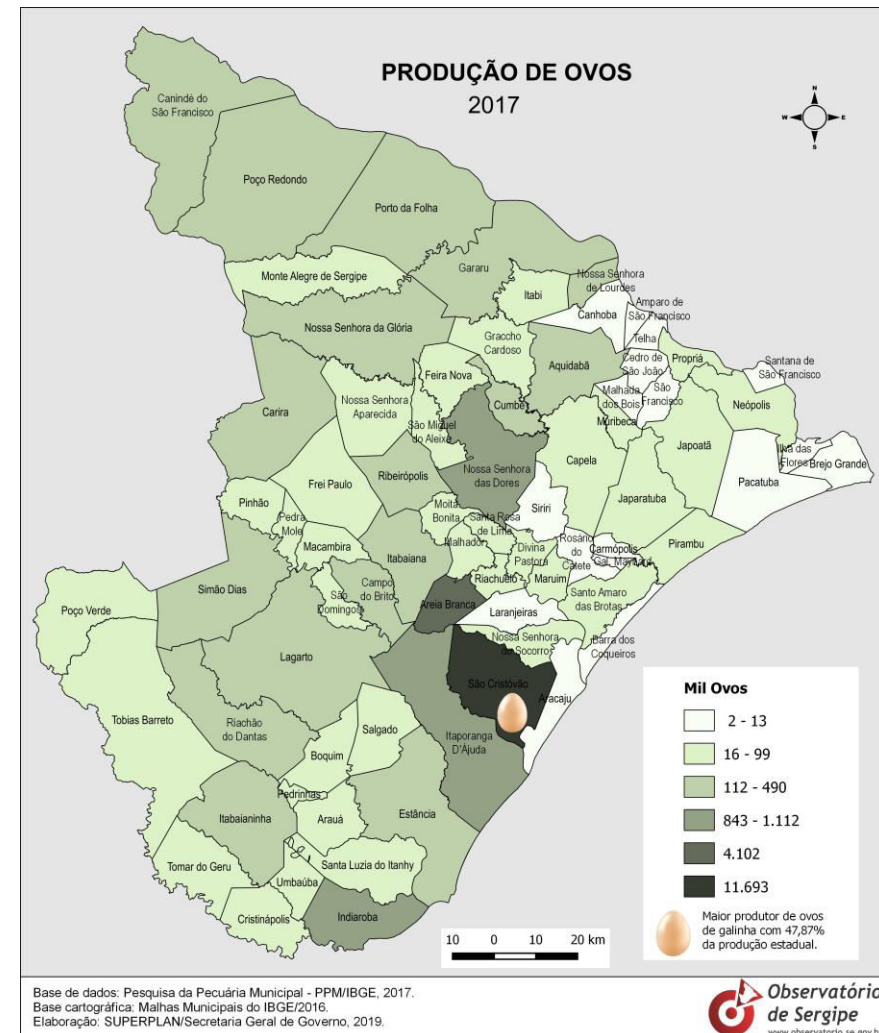 PRODUÇÃO DE OVOS
2017
N
W
E
S
Canindé do
São Francisco
Poço Redondo
Porto da Folha
Monte Alegre de Sergipe
Gararu
Nossa Senhora
de Lourdes
Itabi
Amparo de
São Francisco
Canhoba
Nossa Senhora da Glória
Telha
Graccho
Cardoso
Cedro de
São João
Propriá
Santana de
São Francisco
Aquidabã
Feira Nova
Malhada
dos Bois
São
Francisco
Neópolis
Carira
Nossa Senhora
Aparecida
Cumbe
São Miguel
do Aleixo
Muribeca
Japoatã
Ilha das
Flores
Brejo Grande
Nossa Senhora
das Dores
Capela
Pacatuba
Ribeirópolis
Frei Paulo
Japaratuba
Pinhão
Siriri
Moita
Bonita
Santa Rosa
de Lima
Pedra
Mole
Macambira
Malhador
Divina
Pastora
Rosário
do
Catete
Carmópolis
Gal. Maynard
Pirambu
Itabaiana
Simão Dias
Campo
do Brito
São
Domingos
Riachuelo
Maruim
Santo Amaro
das Brotas
Poço Verde
Areia Branca
Laranjeiras
Nossa Senhora
do Socorro
Barra dos
Coqueiros
Lagarto
São Cristóvão
Aracaju
Tobias Barreto
Riachão
do Dantas
Salgado
Itaporanga
D'Ájuda
Boquim
Pedrinhas
Itabaianinha
Arauá
Estância
Tomar do Geru
Santa Luzia do Itanhy
Umbaúba
Cristinápolis
Indiaroba
Mil Ovos
2 - 13
16 - 99
112 - 490
843 - 1.112
4.102
11.693
Maior produtor de ovos
de galinha com 47,87%
da produção estadual.
10 0 10 20 km
Base de dados: Pesquisa da Pecuária Municipal - PPM/IBGE, 2017.
Base cartográfica: Malhas Municipais do IBGE/2016.
Elaboração: SUPERPLAN/Secretaria Geral de Governo, 2019.
Observatório
de Sergipe